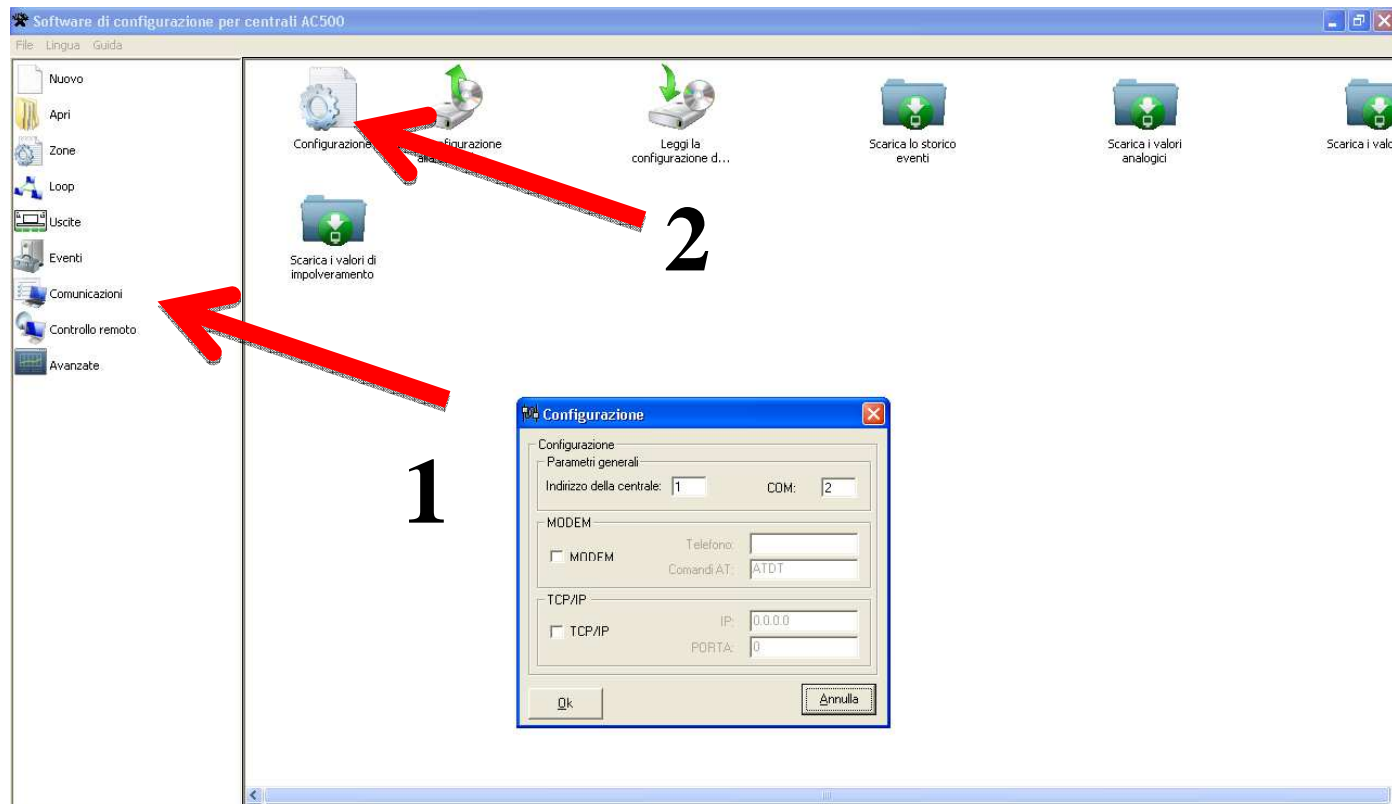 Software di configurazione per centrali AC500
File Lingua Guida
Nuovo
Apri
Zone
Loop
Uscite
Eventi
Comunicazioni
Controllo remoto
Avanzate
Configurazione
configurazione
Leggi la
configurazione d...
Scarica lo storico
eventi
Scarica i valori
analogici
Scarica i valo
Scarica i valori di
impolveramento
2
1
Configurazione
Configurazione
Parametri generali
Indirizzo della centrale: 1 COM: 2
MODEM
MODEM
Telefono:
Comandi AT: ATDT
TCP/IP
TCP/IP
IP: 0.0.0.0
PORTA: 0
Ok
Annulla